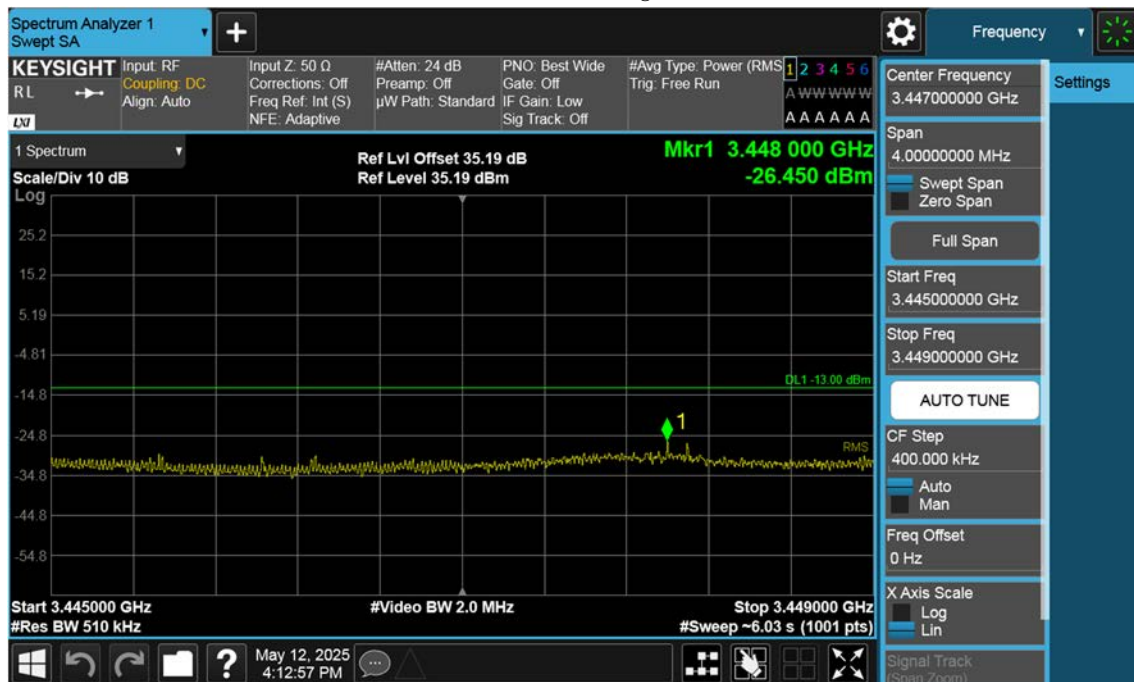 Spectrum Analyzer 1
Swept SA
+
Frequency
KEYSIGHT
RL
LXI
Input: RF
Coupling: DC
Align: Auto
Input Z: 50 Ω
Corrections: Off
Freq Ref: Int (S)
NFE: Adaptive
#Atten: 24 dB
Preamp: Off
µW Path: Standard
PNO: Best Wide
Gate: Off
IF Gain: Low
Sig Track: Off
#Avg Type: Power (RMS
Trig: Free Run
1 2 3 4 5 6
A W W W W W
A A A A A A
1 Spectrum
Scale/Div 10 dB
Ref Lvl Offset 35.19 dB
Ref Level 35.19 dBm
Mkr1 3.448 000 GHz
-26.450 dBm
Log
25.2
15.2
5.19
-4.81
-14.8
-24.8
-34.8
-44.8
-54.8
DL1 -13.00 dBm
1
RMS
Start 3.445000 GHz
#Res BW 510 kHz
#Video BW 2.0 MHz
Stop 3.449000 GHz
#Sweep ~6.03 s (1001 pts)
Center Frequency
3.447000000 GHz
Span
4.00000000 MHz
Swept Span
Zero Span
Full Span
Start Freq
3.445000000 GHz
Stop Freq
3.449000000 GHz
AUTO TUNE
CF Step
400.000 kHz
Auto
Man
Freq Offset
0 Hz
X Axis Scale
Log
Lin
Signal Track
(Span Zoom)
Settings
?
May 12, 2025
4:12:57 PM